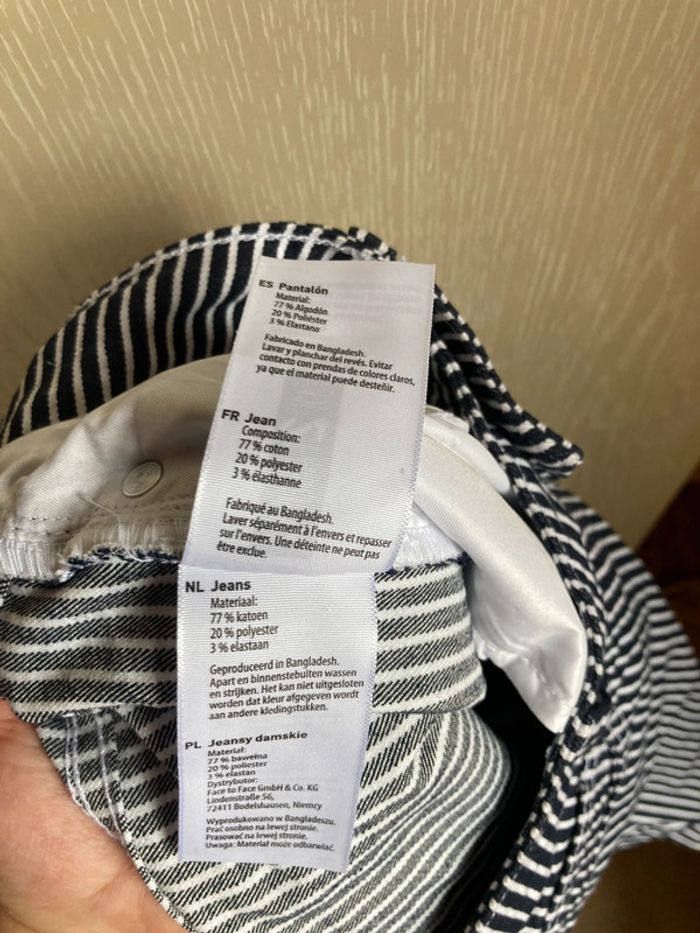 ES Pantalón
Material:
77 % Algodón
20 % Poliéster
3 % Elastano
Fabricado en Bangladesh.
Lavar y planchar del revés. Evitar
contacto con prendas de colores claros,
ya que el material puede desteñir.
FR Jean
Composition:
77 % coton
20 % polyester
3 % élasthanne
Fabriqué au Bangladesh.
Laver séparément à l'envers et repasser
sur l'envers. Une déteinte ne peut pas
être exclue.
NL Jeans
Materiaal:
77 % katoen
20 % polyester
3 % elastaan
Geproduceerd in Bangladesh.
Apart en binnenstebuiten wassen
en strijken. Het kan niet uitgesloten
worden dat kleur afgegeven wordt
aan andere kledingstukken.
PL Jeansy damskie
Materiał:
77 % bawełna
20 % poliester
3 % elastan
Dystrybutor:
Face to Face GmbH & Co. KG
Lindenstraße 56,
72411 Bodelshausen, Niemcy
Wyprodukowano w Bangladeszu.
Prać osobno na lewej stronie.
Prasować na lewej stronie.
Uwaga: Materiał może odbarwiać.